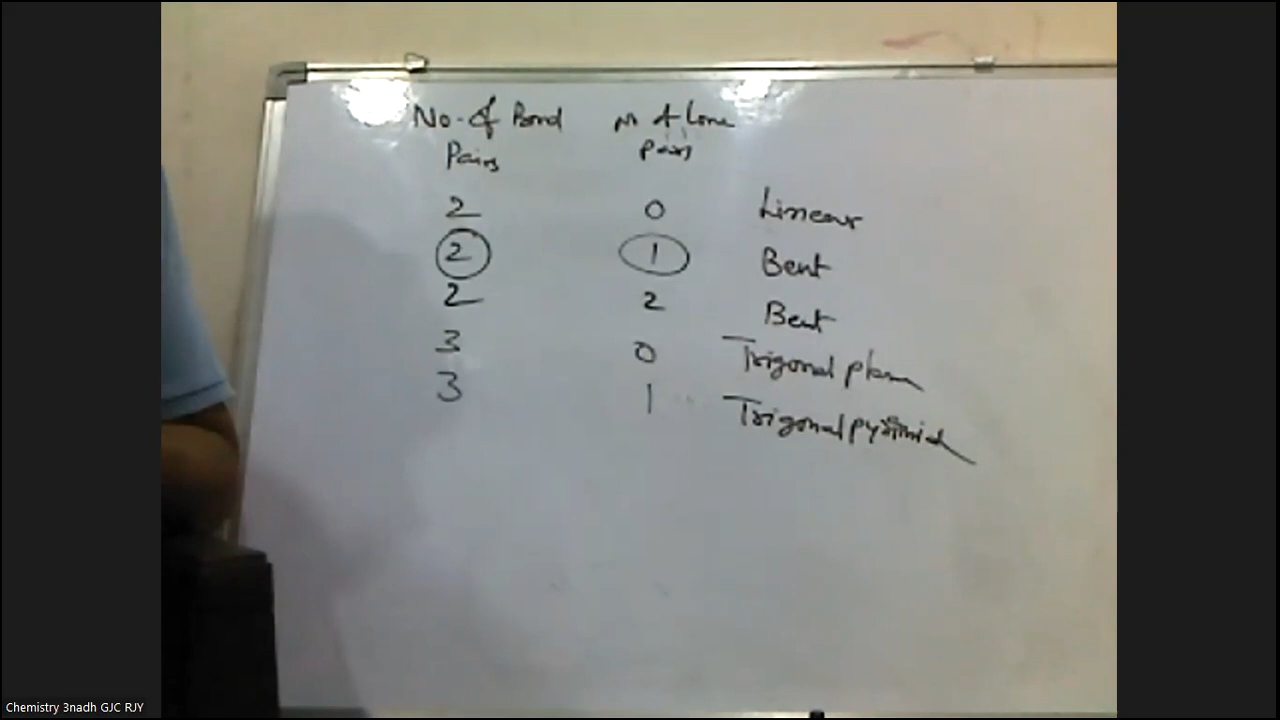 No. of Bond No of Lone
Pairs pairs
2 0 Linear
2 1 Bent
2 2 Bent
3 0 Trigonal plana
3 1 Trigonal pyramid
Chemistry 3nadh GJC RJY